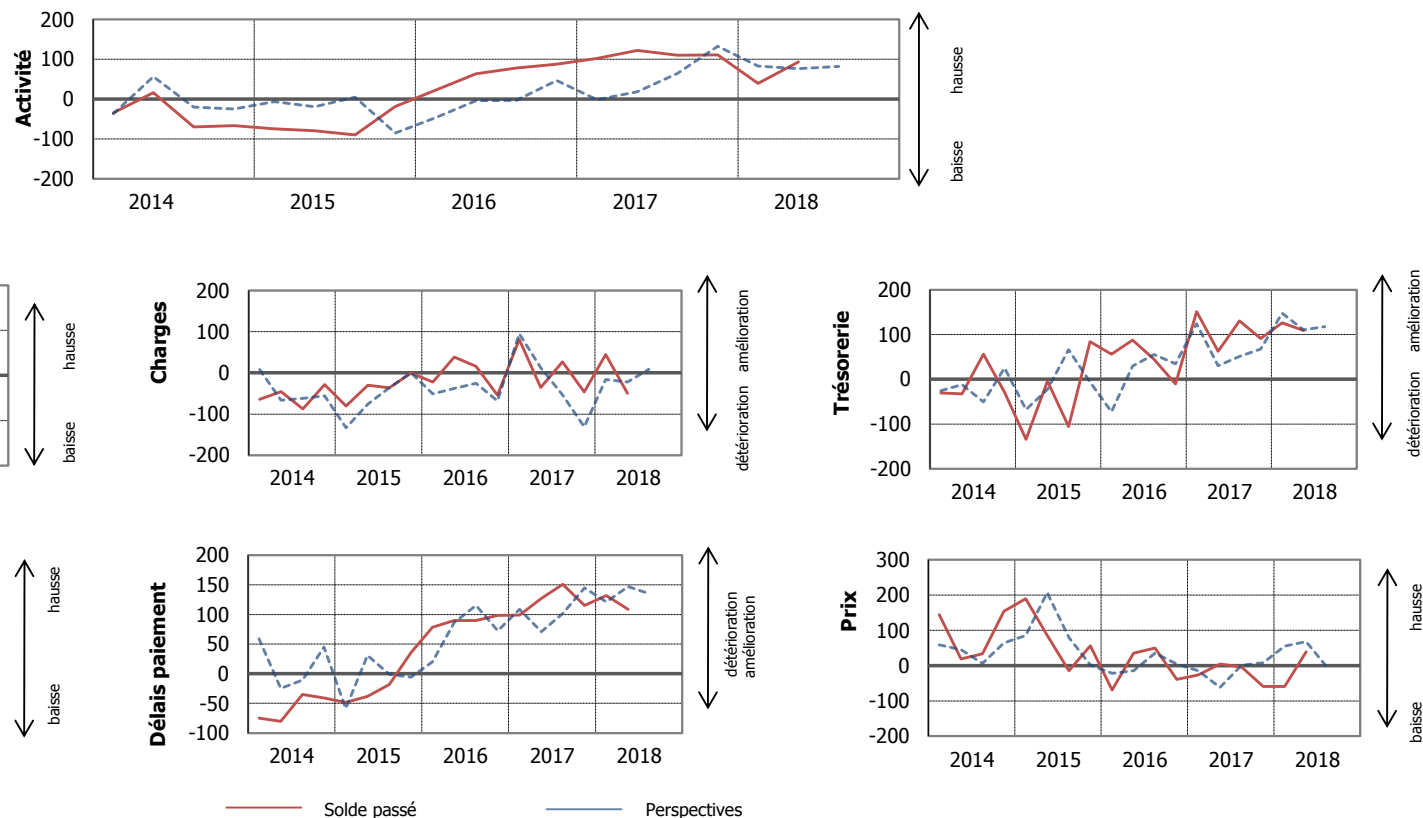 Activité
200
100
0
-100
-200
2014 2015 2016 2017 2018
hausse
baisse
hausse
baisse
Charges
200
100
0
-100
-200
2014 2015 2016 2017 2018
amélioration
détérioration
Trésorerie
200
100
0
-100
-200
2014 2015 2016 2017 2018
amélioration
détérioration
hausse
baisse
Délais paiement
200
150
100
50
0
-50
-100
2014 2015 2016 2017 2018
détérioration
amélioration
Prix
300
200
100
0
-100
-200
2014 2015 2016 2017 2018
hausse
baisse
Solde passé Perspectives